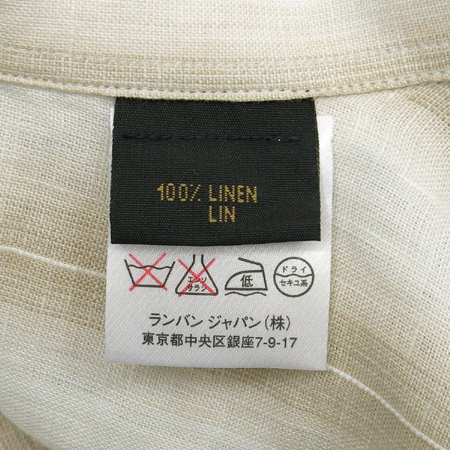 100% LINEN
LIN
エンソ
サラシ
低
ドライ
セキユ系
ランバン ジャパン(株)
東京都中央区銀座7-9-17